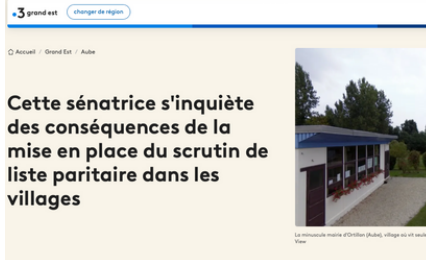 3 grand est
changer de région
Accueil / Grand Est / Aube
Cette sénatrice s'inquiète
des conséquences de la
mise en place du scrutin de
liste paritaire dans les
villages
La minuscule mairie d'Ortillon (Aube), village où vit seule
View